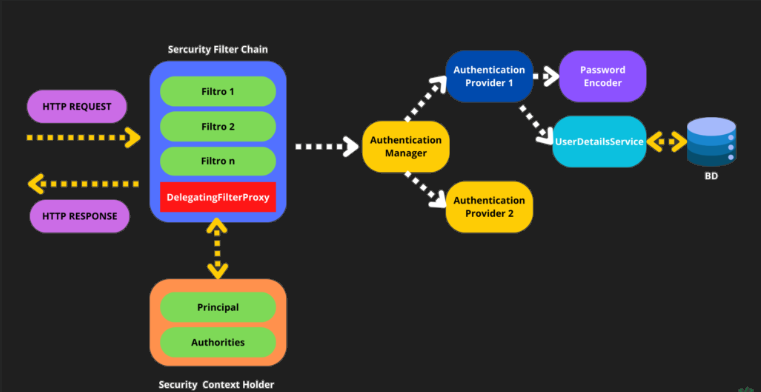 Sercurity Filter Chain
HTTP REQUEST
HTTP RESPONSE
Filtro 1
Filtro 2
Filtro n
DelegatingFilterProxy
Principal
Authorities
Security Context Holder
Authentication
Manager
Authentication
Provider 1
Authentication
Provider 2
Password
Encoder
UserDetailsService
BD